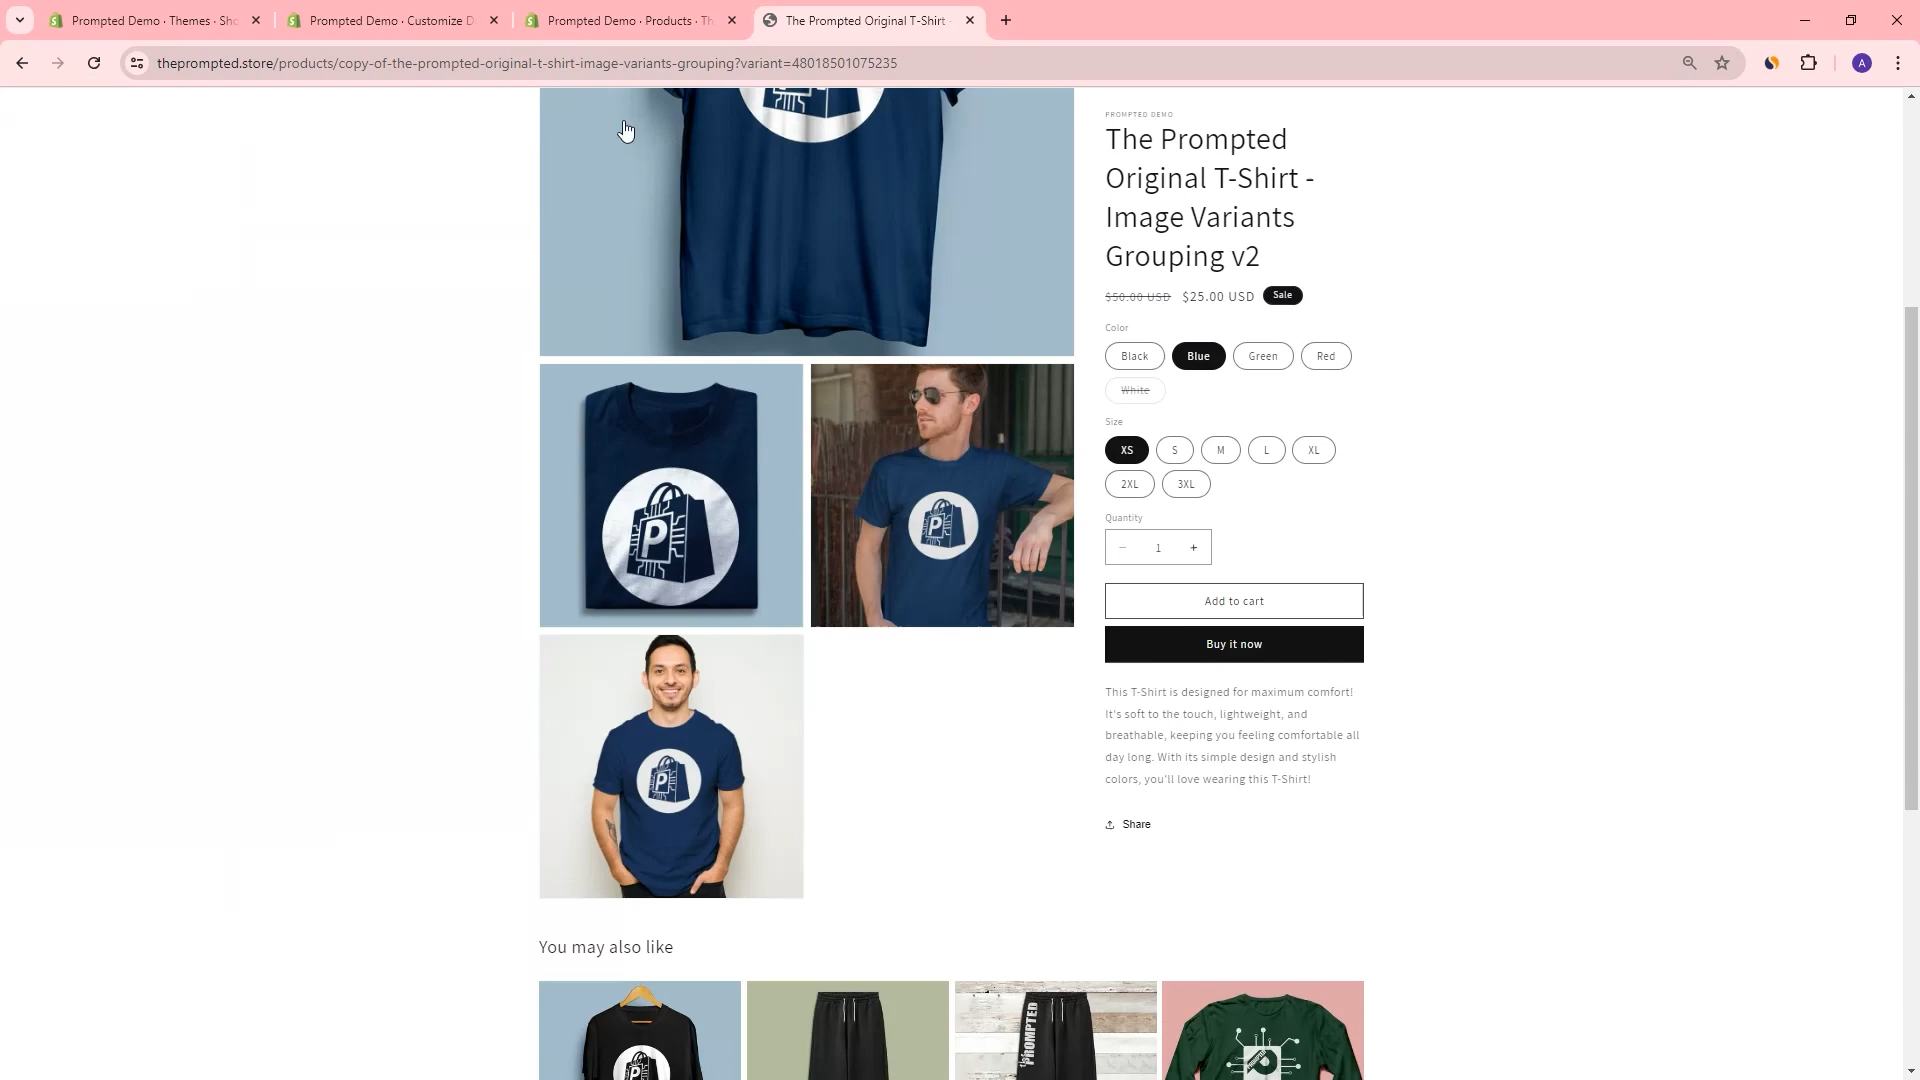 Prompted Demo · Themes · Sho
Prompted Demo · Customize D
Prompted Demo · Products · Th
The Prompted Original T-Shirt -
theprompted.store/products/copy-of-the-prompted-original-t-shirt-image-variants-grouping?variant=48018501075235
A
PROMPTED DEMO
The Prompted
Original T-Shirt -
Image Variants
Grouping v2
$50.00 USD $25.00 USD Sale
Color
Black Blue Green Red
White
Size
XS S M L XL
2XL 3XL
Quantity
− 1 +
Add to cart
Buy it now
This T-Shirt is designed for maximum comfort!
It's soft to the touch, lightweight, and
breathable, keeping you feeling comfortable all
day long. With its simple design and stylish
colors, you'll love wearing this T-Shirt!
Share
P
P
P
You may also like
PROMPTED